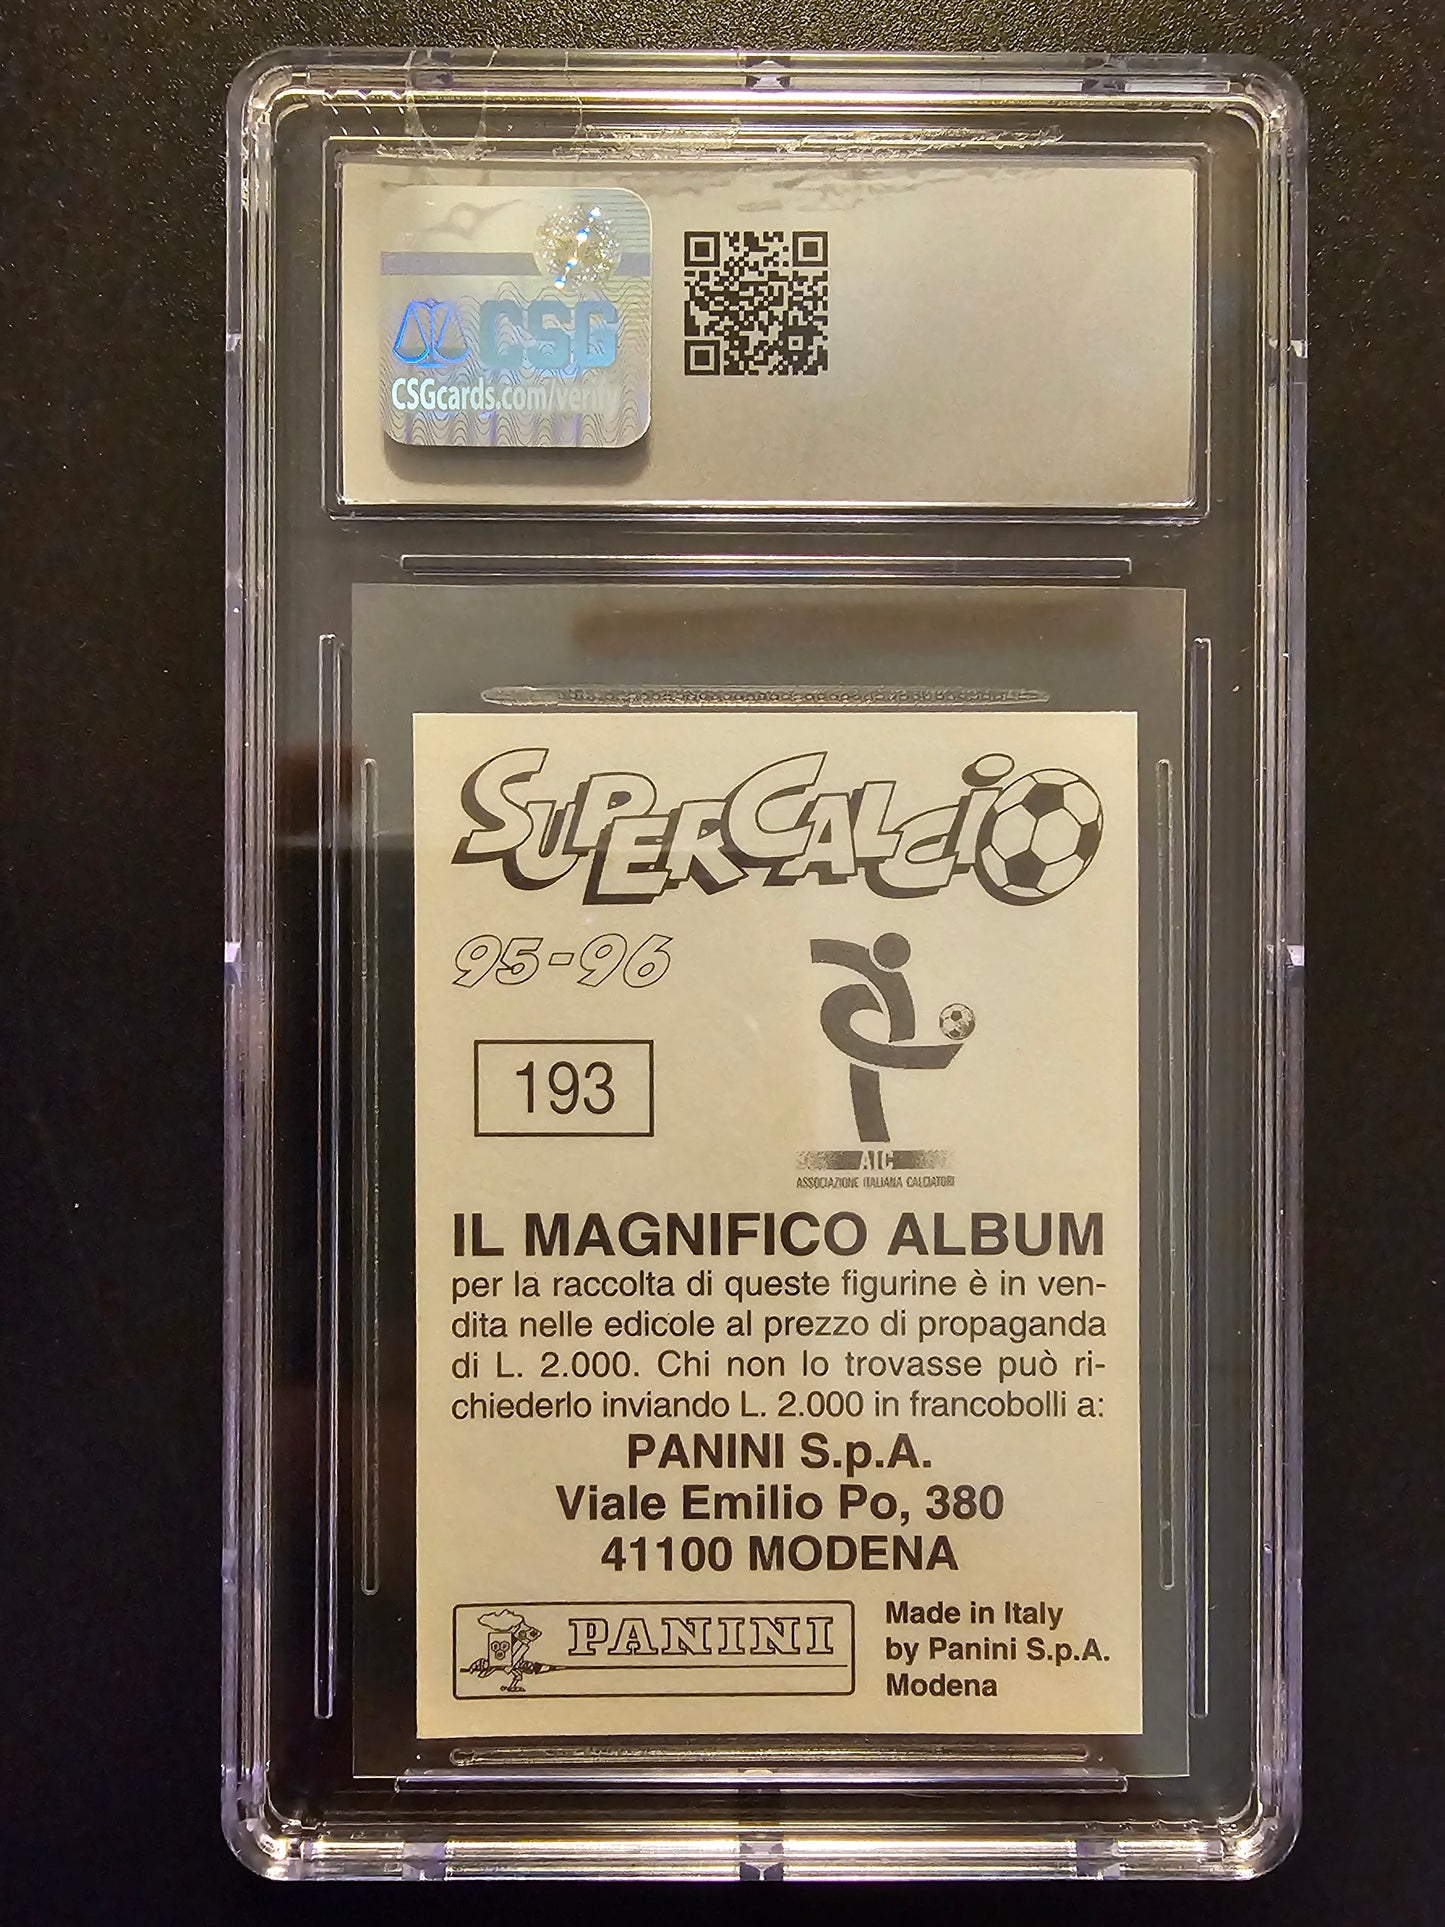 CSG
CSGcards.com/verify
SUPERCALCIO
95-96
193
AIC
ASSOCIAZIONE ITALIANA CALCIATORI
IL MAGNIFICO ALBUM
per la raccolta di queste figurine è in ven-
dita nelle edicole al prezzo di propaganda
di L. 2.000. Chi non lo trovasse può ri-
chiederlo inviando L. 2.000 in francobolli a:
PANINI S.p.A.
Viale Emilio Po, 380
41100 MODENA
PANINI
Made in Italy
by Panini S.p.A.
Modena